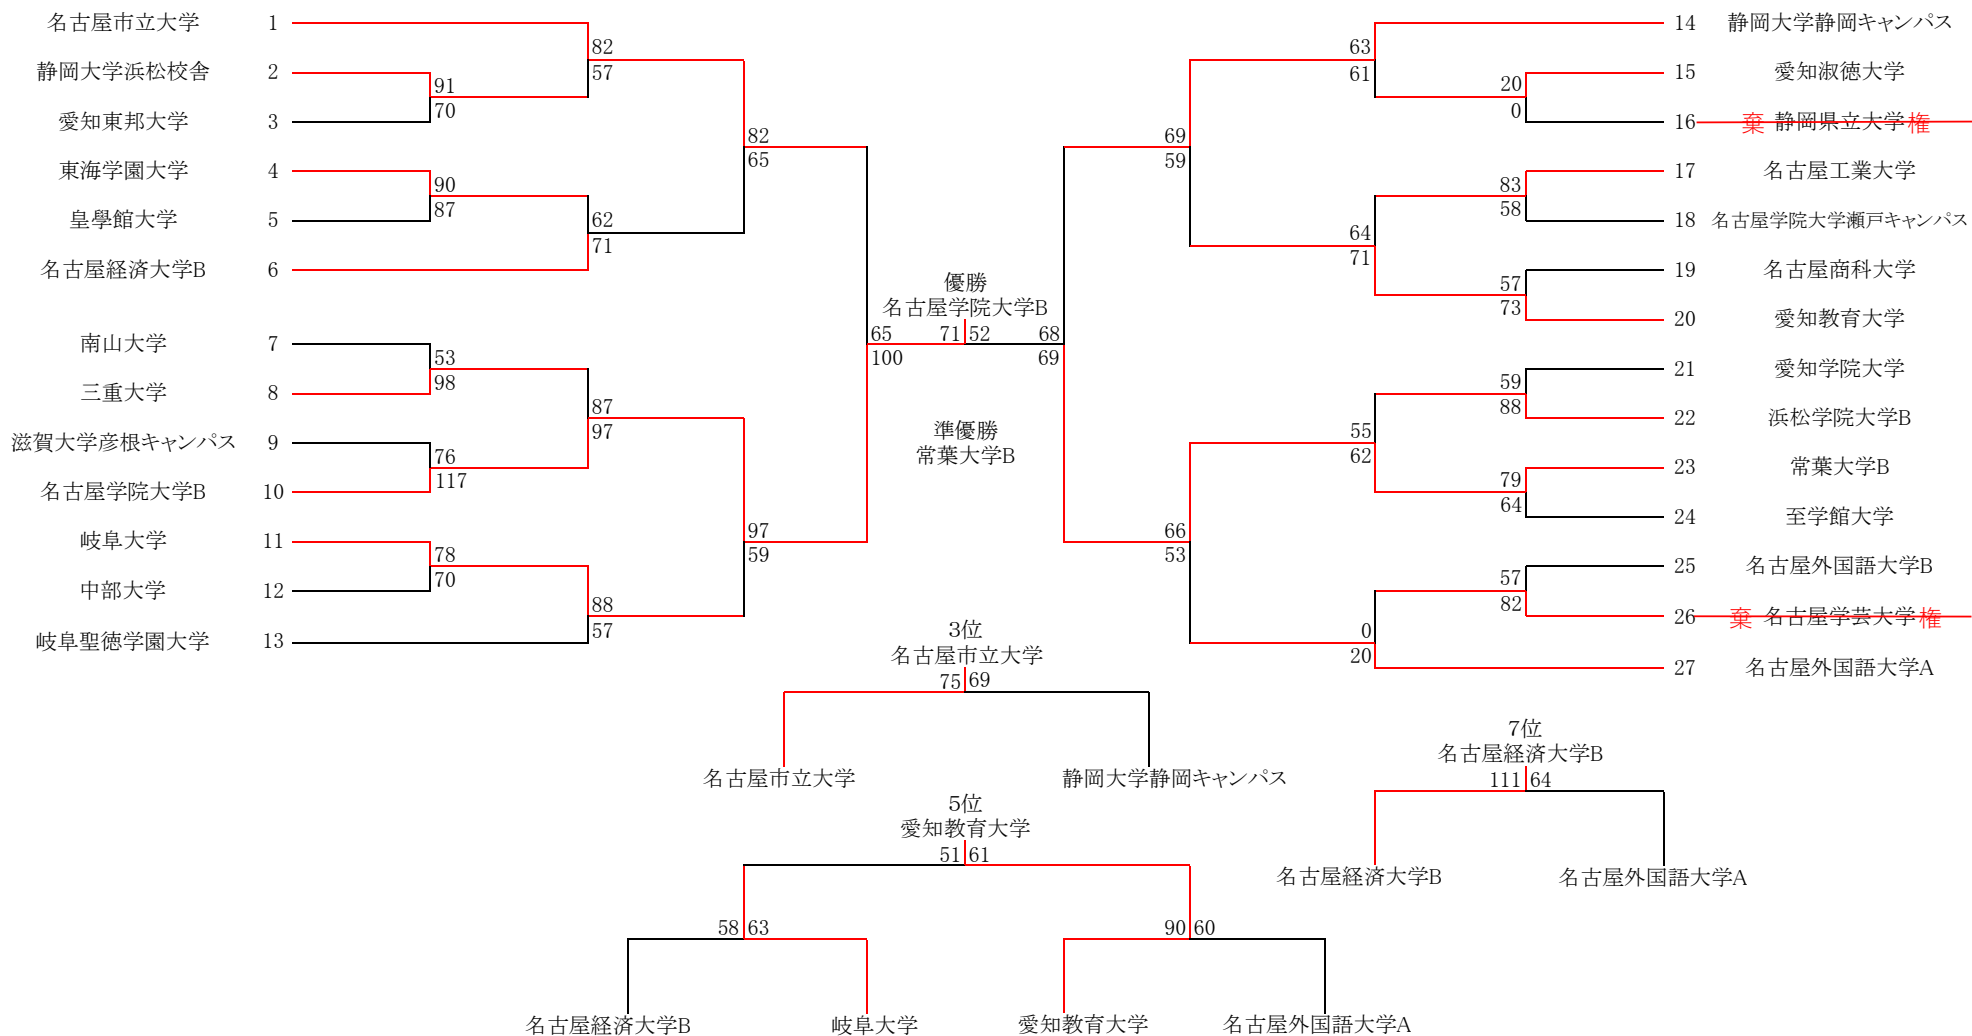 名古屋市立大学 1
静岡大学浜松校舎 2
愛知東邦大学 3
東海学園大学 4
皇學館大学 5
名古屋経済大学B 6
南山大学 7
三重大学 8
滋賀大学彦根キャンパス 9
名古屋学院大学B 10
岐阜大学 11
中部大学 12
岐阜聖徳学園大学 13
91
70
90
87
53
98
76
117
78
70
82
57
62
71
87
97
88
57
82
65
97
59
65
100
優勝
名古屋学院大学B
71 52
準優勝
常葉大学B
68
69
69
59
66
53
63
61
64
71
55
62
0
20
20
0
83
58
57
73
59
88
79
64
57
82
14 静岡大学静岡キャンパス
15 愛知淑徳大学
16 棄 静岡県立大学 権
17 名古屋工業大学
18 名古屋学院大学瀬戸キャンパス
19 名古屋商科大学
20 愛知教育大学
21 愛知学院大学
22 浜松学院大学B
23 常葉大学B
24 至学館大学
25 名古屋外国語大学B
26 棄 名古屋学芸大学 権
27 名古屋外国語大学A
3位
名古屋市立大学
75 69
名古屋市立大学 静岡大学静岡キャンパス
7位
名古屋経済大学B
111 64
名古屋経済大学B 名古屋外国語大学A
5位
愛知教育大学
51 61
58 63 90 60
名古屋経済大学B 岐阜大学 愛知教育大学 名古屋外国語大学A